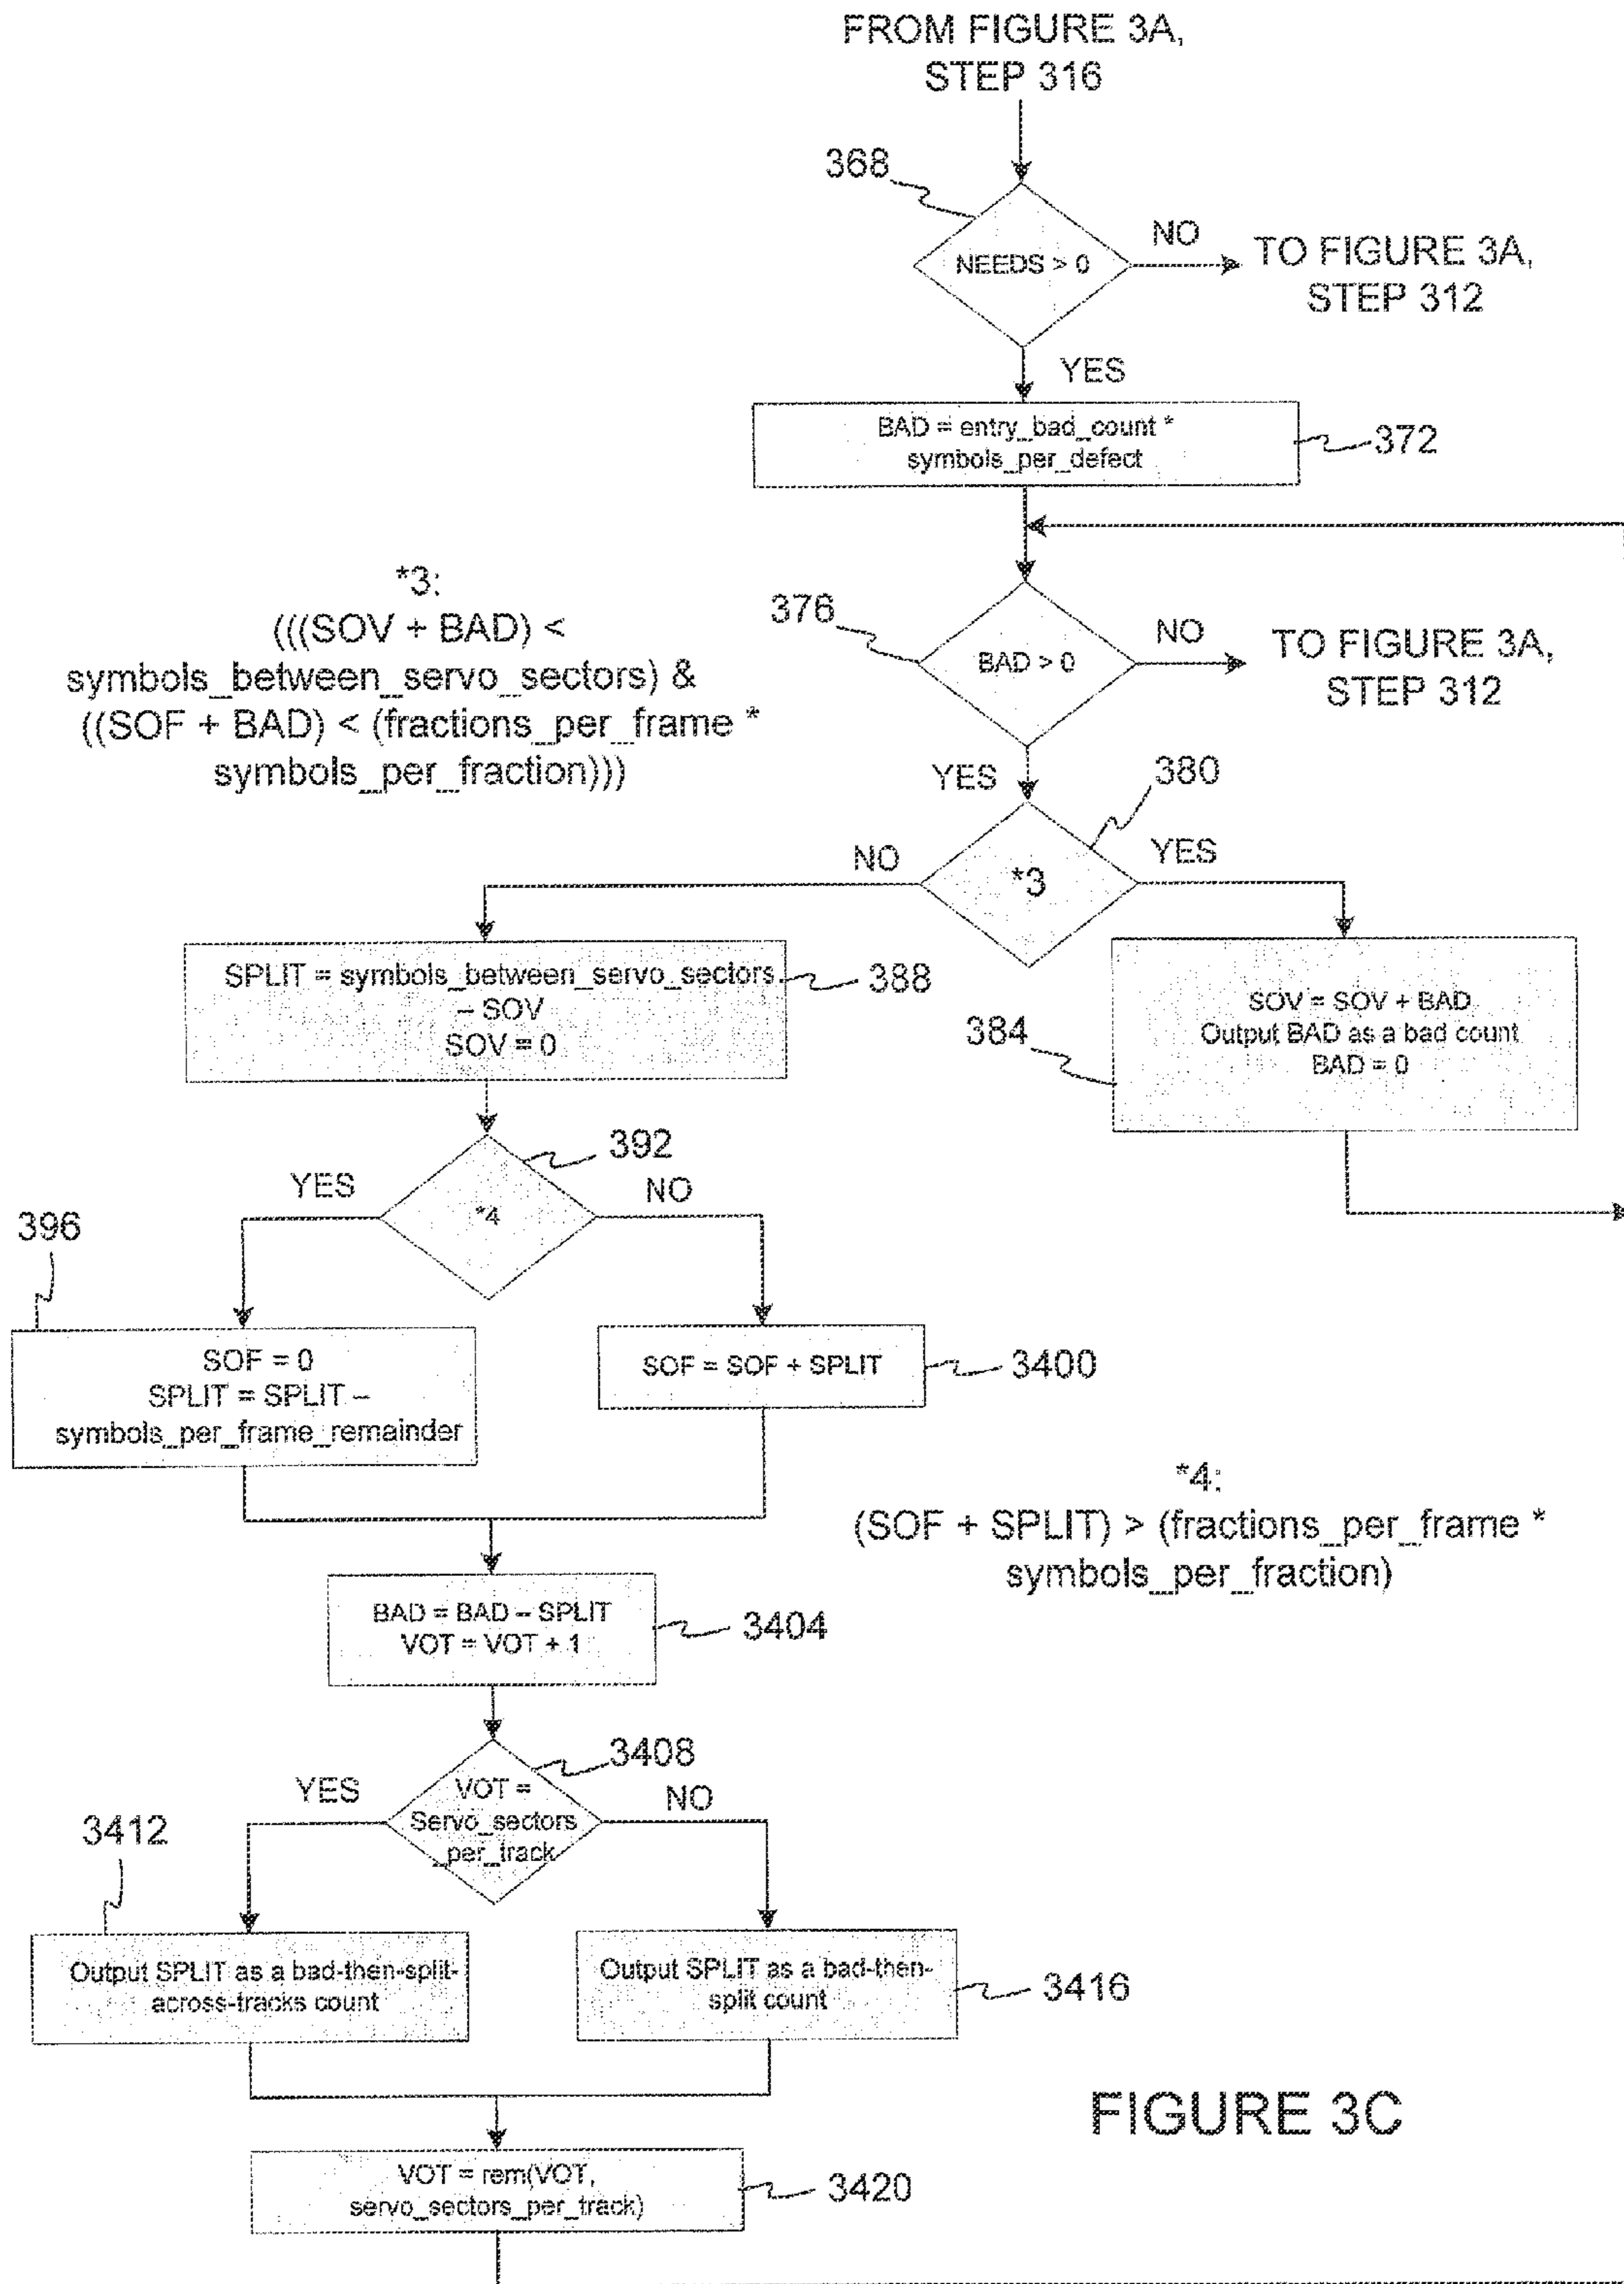 FROM FIGURE 3A,
STEP 316
368
NEEDS > 0
NO
TO FIGURE 3A,
STEP 312
YES
BAD = entry_bad_count *
symbols_per_defect
372
*3:
(((SOV + BAD) <
symbols_between_servo_sectors) &
((SOF + BAD) < (fractions_per_frame *
symbols_per_fraction)))
376
BAD > 0
NO
TO FIGURE 3A,
STEP 312
YES
380
*3
NO
YES
SPLIT = symbols_between_servo_sectors
– SOV
SOV = 0
388
SOV = SOV + BAD
Output BAD as a bad count
BAD = 0
384
392
*4
YES
NO
396
SOF = 0
SPLIT = SPLIT –
symbols_per_frame_remainder
SOF = SOF + SPLIT
3400
*4:
(SOF + SPLIT) > (fractions_per_frame *
symbols_per_fraction)
BAD = BAD – SPLIT
VOT = VOT + 1
3404
3408
VOT =
Servo_sectors
_per_track
YES
NO
3412
Output SPLIT as a bad-then-split-
across-tracks count
Output SPLIT as a bad-then-
split count
3416
VOT = rem(VOT,
servo_sectors_per_track)
3420
FIGURE 3C